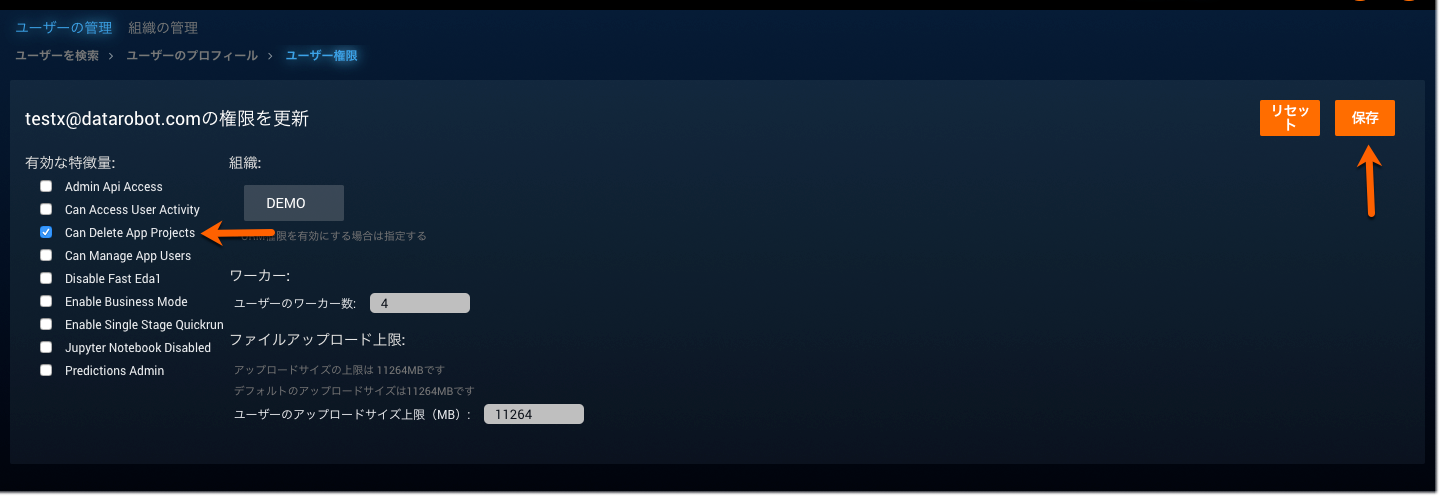 ユーザーの管理 組織の管理
ユーザーを検索 › ユーザーのプロフィール › ユーザー権限
testx@datarobot.comの権限を更新
リセッ
ト
保存
有効な特徴量:
Admin Api Access
Can Access User Activity
Can Delete App Projects
Can Manage App Users
Disable Fast Eda1
Enable Business Mode
Enable Single Stage Quickrun
Jupyter Notebook Disabled
Predictions Admin
組織:
DEMO
権限を有効にする場合は指定する
ワーカー:
ユーザーのワーカー数: 4
ファイルアップロード上限:
アップロードサイズの上限は 11264MBです
デフォルトのアップロードサイズは11264MBです
ユーザーのアップロードサイズ上限（MB）: 11264